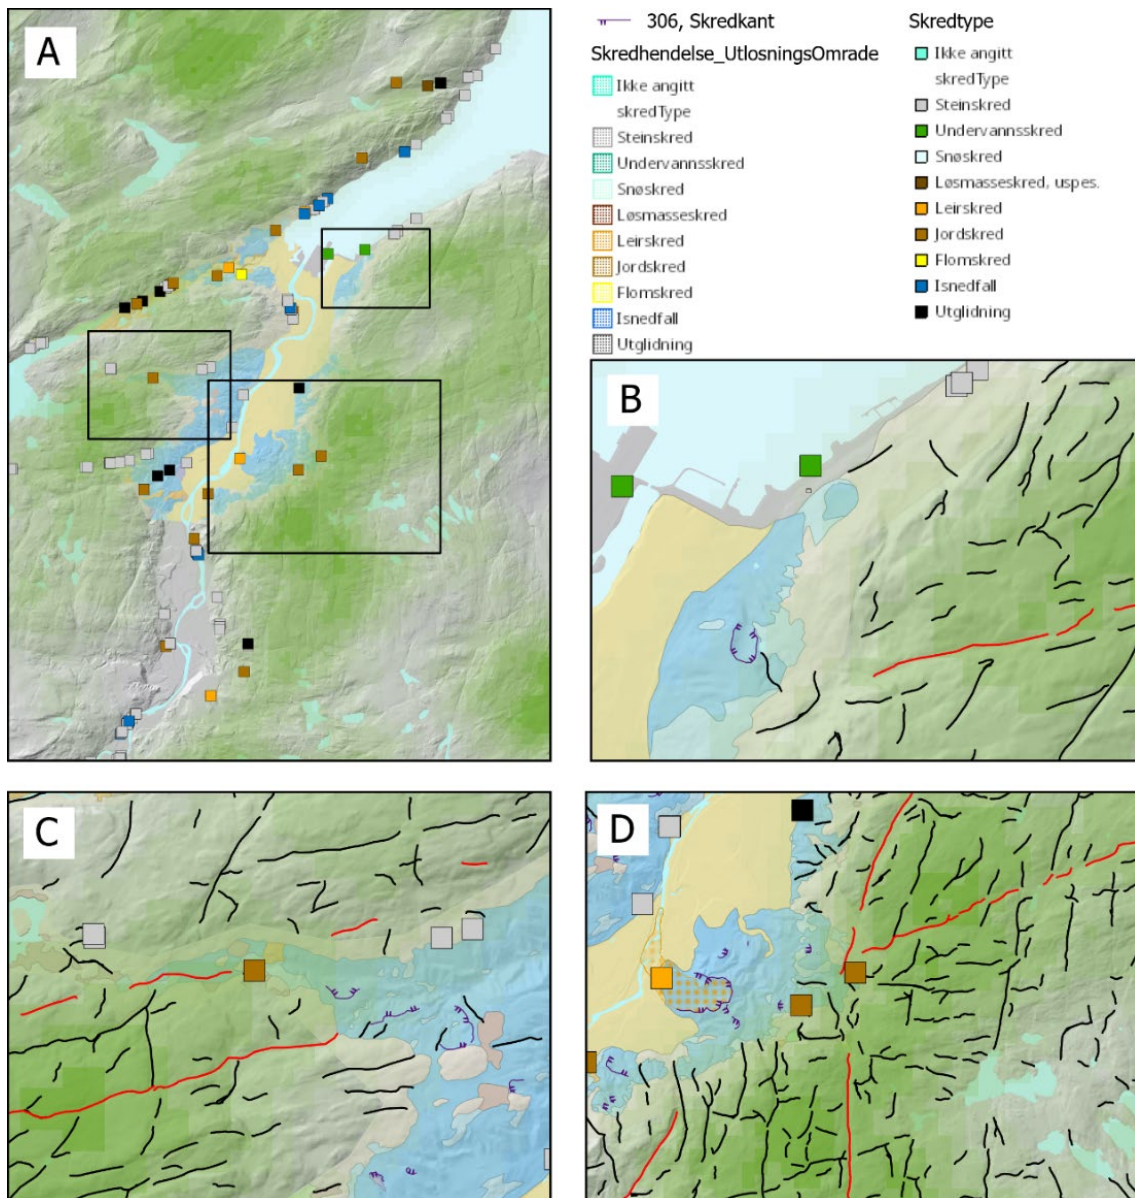 A
306, Skredkant
Skredhendelse_UtlosningsOmrade
Ikke angitt
skredType
Steinskred
Undervannsskred
Snøskred
Løsmasseskred
Leirskred
Jordskred
Flomskred
Isnedfall
Utglidning
Skredtype
Ikke angitt
skredType
Steinskred
Undervannsskred
Snøskred
Løsmasseskred, uspes.
Leirskred
Jordskred
Flomskred
Isnedfall
Utglidning
B
C
D